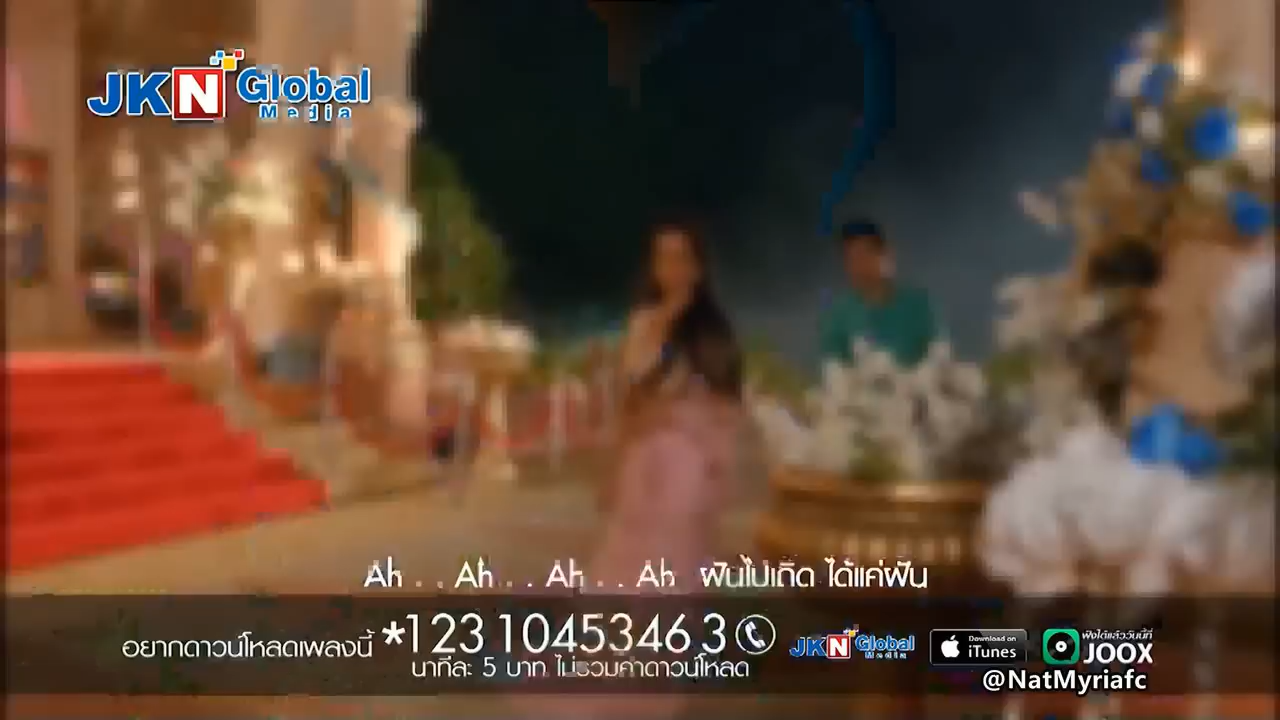 JKN Global
Media
Ah . . Ah . . Ah . . Ah ฝันไปเถิด ได้แค่ฝัน
อยากดาวน์โหลดเพลงนี้ *123 1045346 3
นาทีละ 5 บาท ไม่รวมค่าดาวน์โหลด
JKN Global
Media
Download on
iTunes
ฟังได้แล้ววันนี้ที่
JOOX
@NatMyriafc